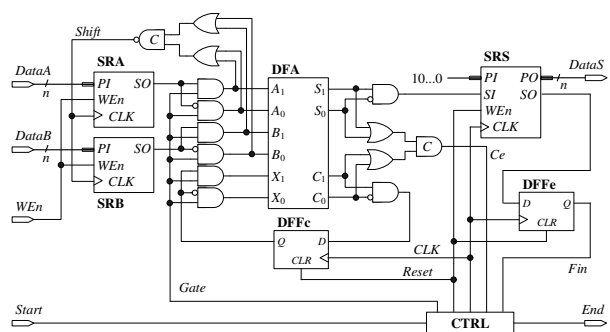 Shift
C
SRA
DataA
n
PI SO
WEn
CLK
DataB
n
PI SO
WEn
CLK
SRB
WEn
DFA
A1 S1
A0 S0
B1
B0
X1 C1
X0 C0
C
Ce
SRS
10...0
PI PO
SI SO
WEn
CLK
DataS
n
DFFc
Q D
CLR
CLK
Reset
DFFe
D Q
CLR
Fin
Gate
Start
CTRL
End